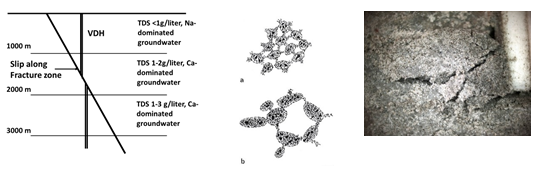 VDH
TDS <1g/liter, Na-
dominated
groundwater
1000 m
Slip along
Fracture zone
TDS 1-2g/liter, Ca-
dominated
groundwater
2000 m
TDS 1-3 g/liter, Ca-
dominated
groundwater
3000 m
a
b